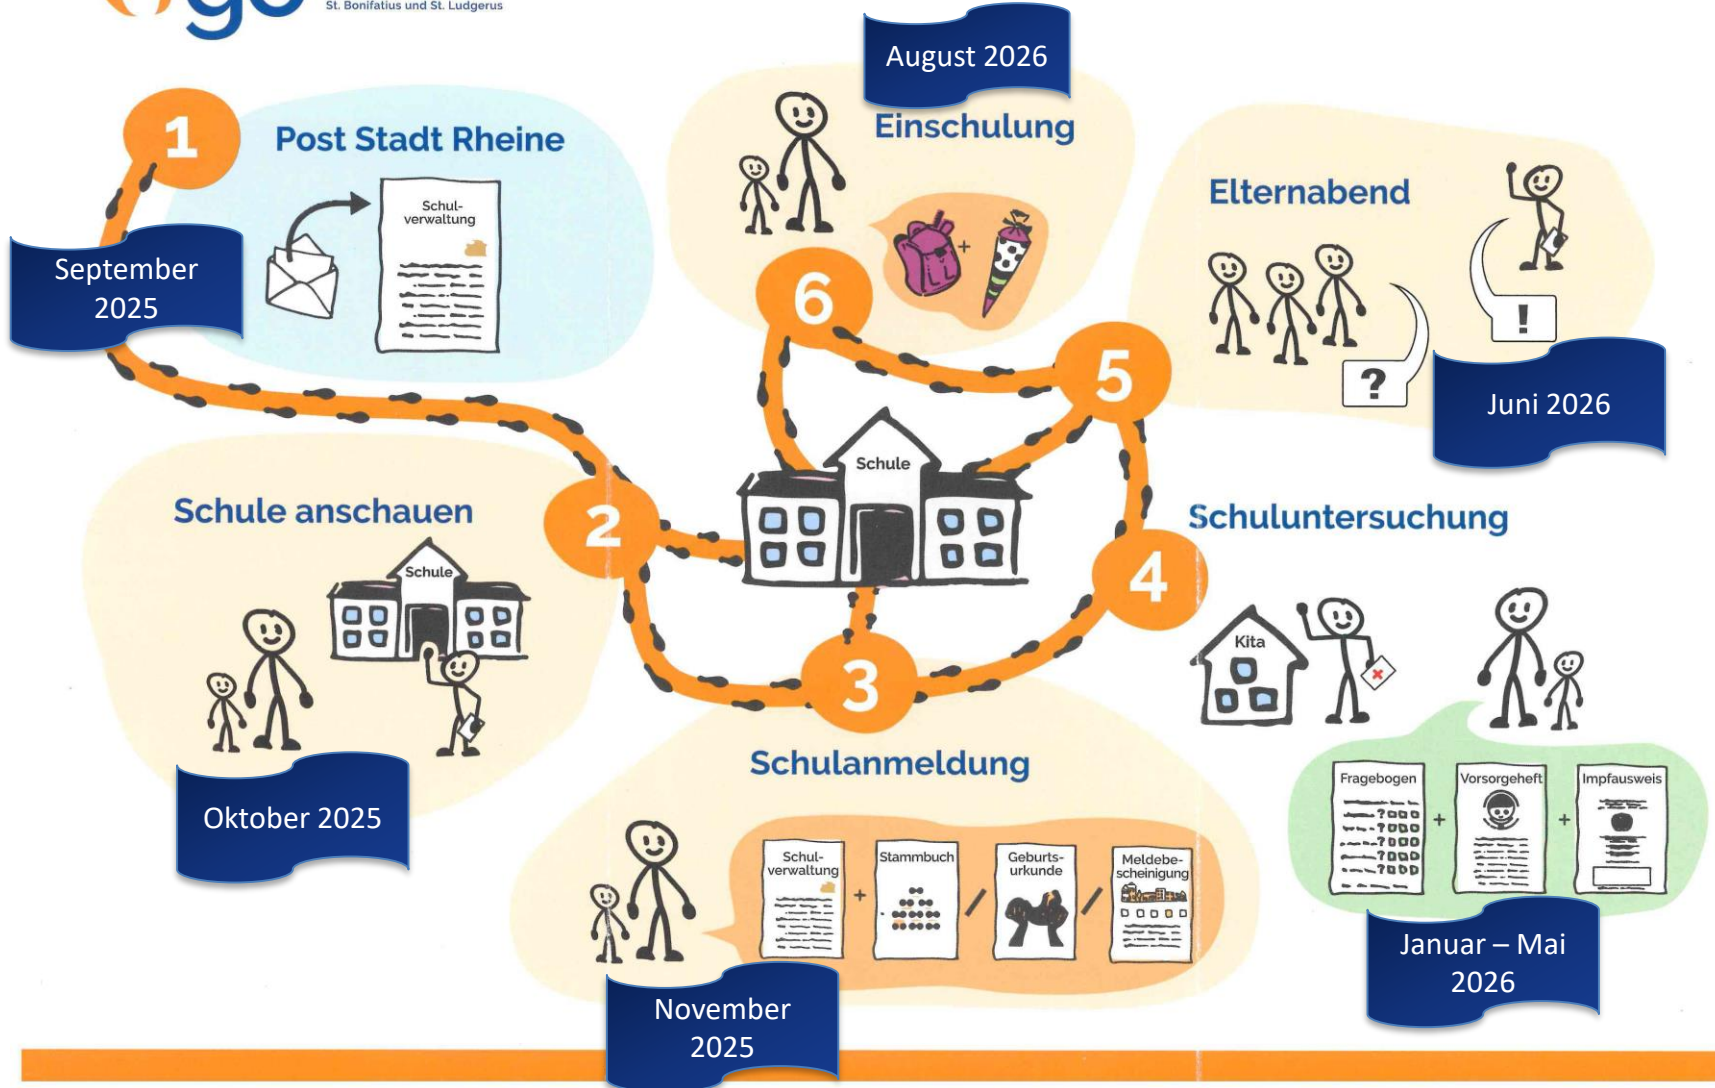 St. Bonifatius und St. Ludgerus
1
Post Stadt Rheine
Schul-
verwaltung
September
2025
August 2026
Einschulung
+
6
Elternabend
!
?
Juni 2026
5
Schule anschauen
Schule
Oktober 2025
2
Schule
4
Schuluntersuchung
Kita
Fragebogen
?
?
?
?
?
+
Vorsorgeheft
+
Impfausweis
Januar – Mai
2026
3
Schulanmeldung
Schul-
verwaltung
+
Stammbuch
/
Geburts-
urkunde
/
Meldebe-
scheinigung
November
2025